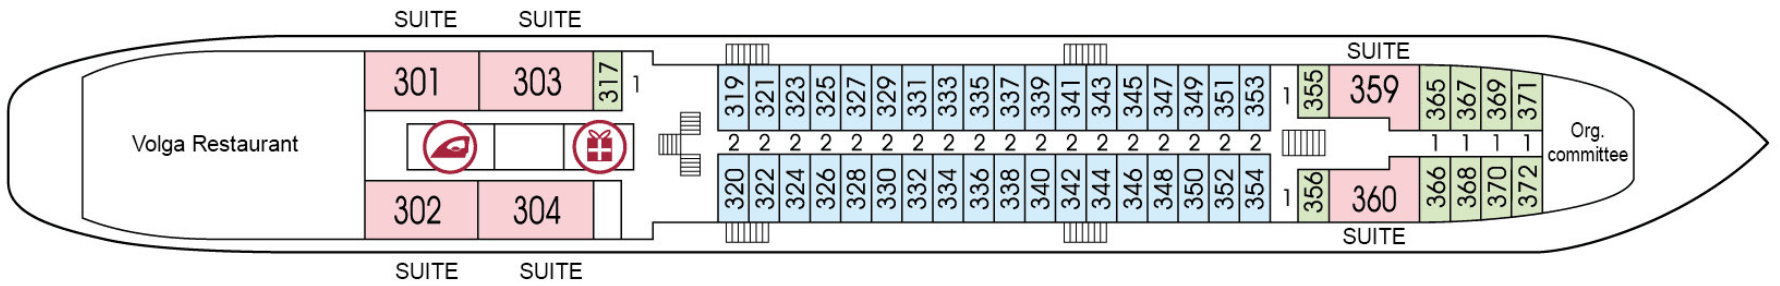 SUITE SUITE
SUITE
301 303 317 1
319 321 323 325 327 329 331 333 335 337 339 341 343 345 347 349 351 353
1 355 359 365 367 369 371
Volga Restaurant
2 2 2 2 2 2 2 2 2 2 2 2 2 2 2 2 2 2
1 1 1 1
Org.
committee
302 304
320 322 324 326 328 330 332 334 336 338 340 342 344 346 348 350 352 354
1 356 360 366 368 370 372
SUITE
SUITE SUITE